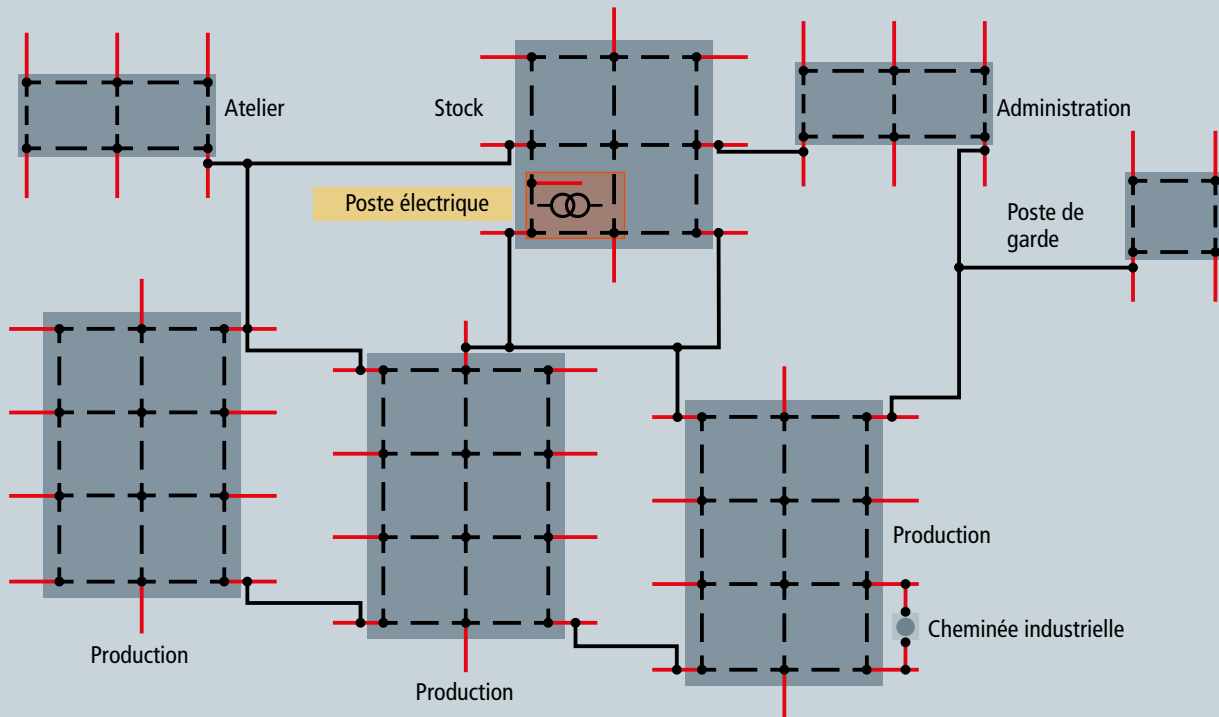 Atelier
Stock
Administration
Poste électrique
Poste de
garde
Production
Cheminée industrielle
Production
Production